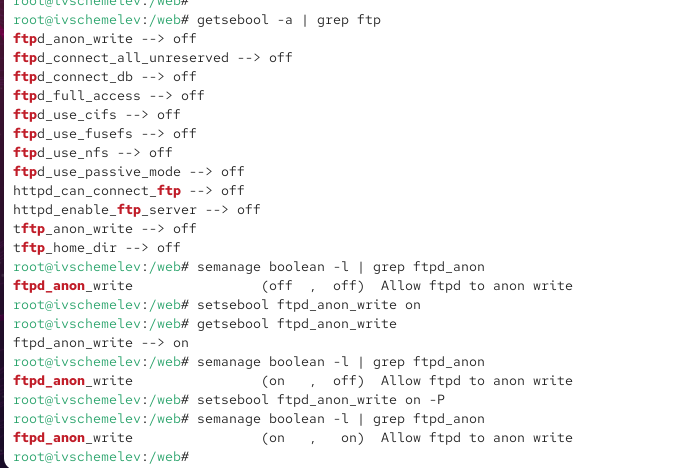 root@ivschemelev:/web#
root@ivschemelev:/web# getsebool -a | grep ftp
ftpd_anon_write --> off
ftpd_connect_all_unreserved --> off
ftpd_connect_db --> off
ftpd_full_access --> off
ftpd_use_cifs --> off
ftpd_use_fusefs --> off
ftpd_use_nfs --> off
ftpd_use_passive_mode --> off
httpd_can_connect_ftp --> off
httpd_enable_ftp_server --> off
tftp_anon_write --> off
tftp_home_dir --> off
root@ivschemelev:/web# semanage boolean -l | grep ftpd_anon
ftpd_anon_write                (off   ,  off)  Allow ftpd to anon write
root@ivschemelev:/web# setsebool ftpd_anon_write on
root@ivschemelev:/web# getsebool ftpd_anon_write
ftpd_anon_write --> on
root@ivschemelev:/web# semanage boolean -l | grep ftpd_anon
ftpd_anon_write                (on   ,  off)  Allow ftpd to anon write
root@ivschemelev:/web# setsebool ftpd_anon_write on -P
root@ivschemelev:/web# semanage boolean -l | grep ftpd_anon
ftpd_anon_write                (on   ,   on)  Allow ftpd to anon write
root@ivschemelev:/web#